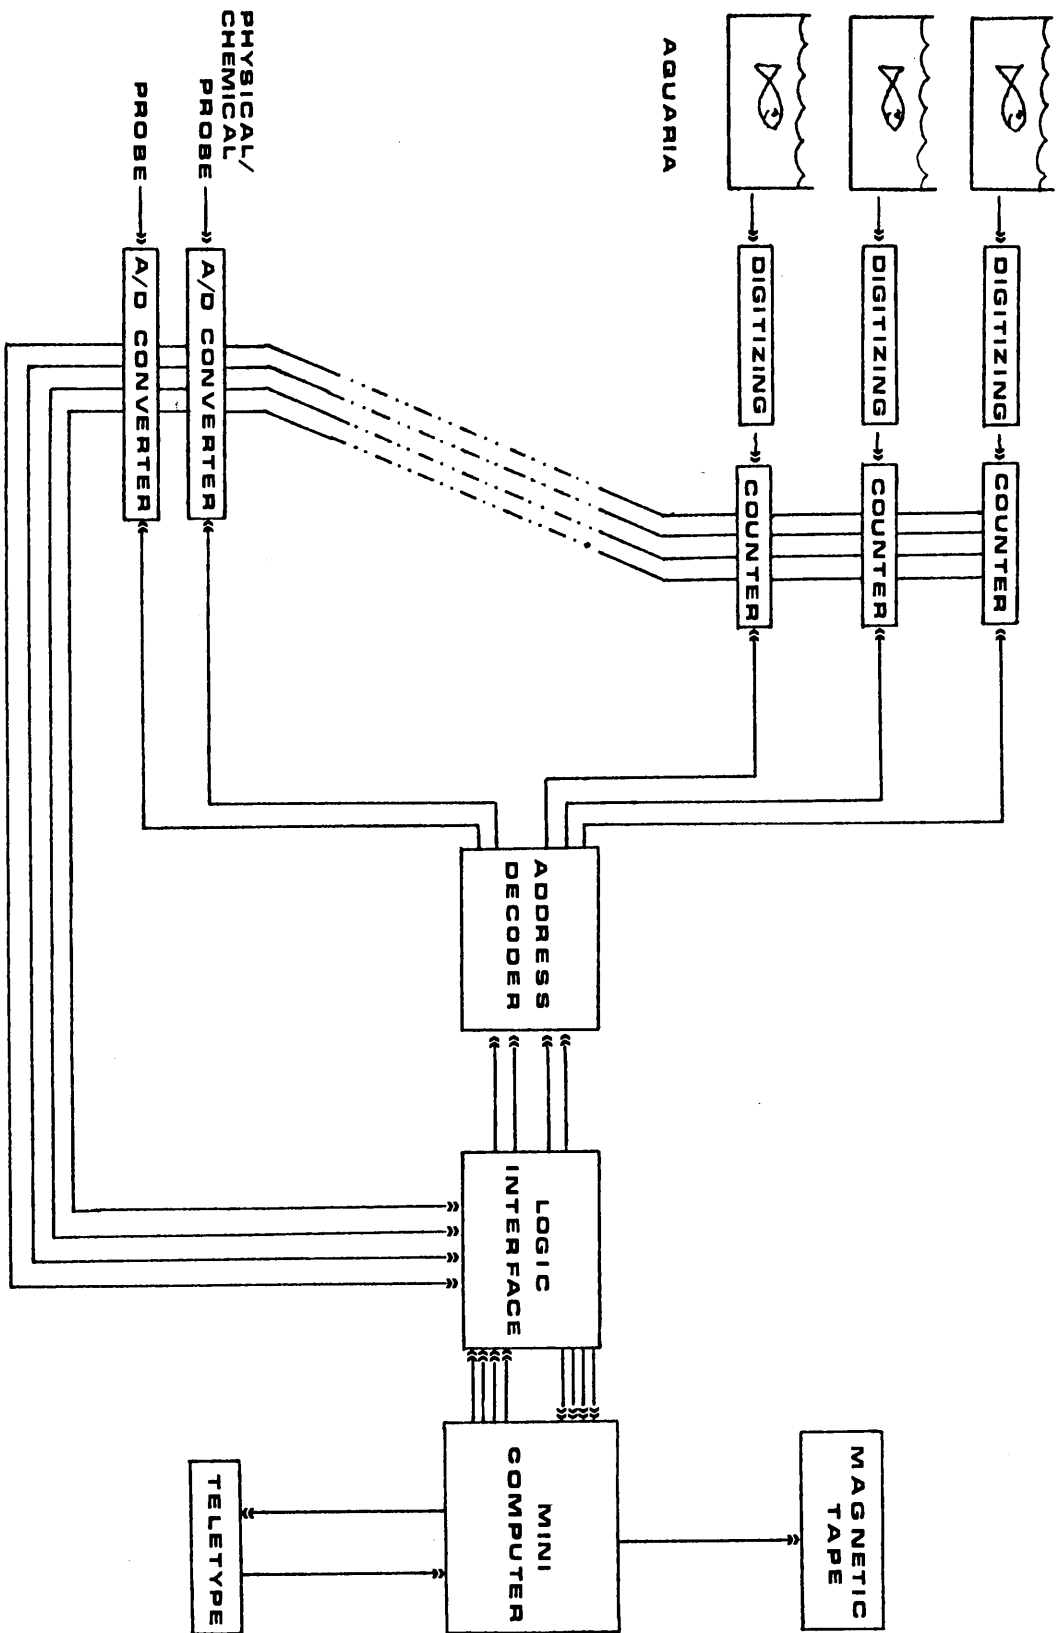 AQUARIA
DIGITIZING
COUNTER
DIGITIZING
COUNTER
DIGITIZING
COUNTER
PHYSICAL/
CHEMICAL
PROBE
A/D CONVERTER
PROBE
A/D CONVERTER
ADDRESS
DECODER
LOGIC
INTERFACE
MINI
COMPUTER
MAGNETIC
TAPE
TELETYPE